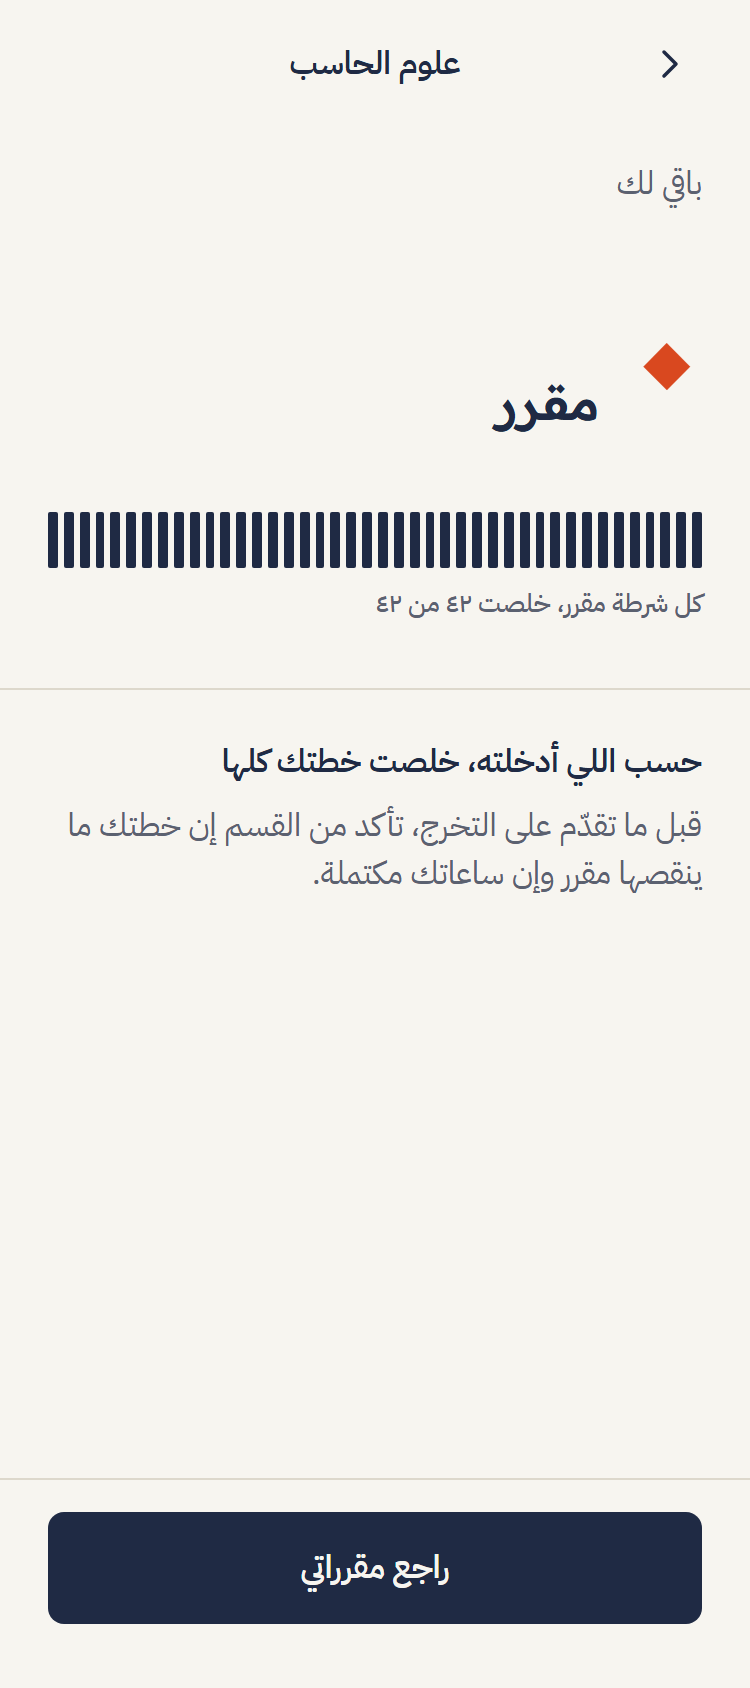 علوم الحاسب
باقي لك
٠ مقرر
كل شرطة مقرر، خلصت ٤٢ من ٤٢
حسب اللي أدخلته، خلصت خطتك كلها
قبل ما تقدّم على التخرج، تأكد من القسم إن خطتك ما
ينقصها مقرر وإن ساعاتك مكتملة.
راجع مقرراتي